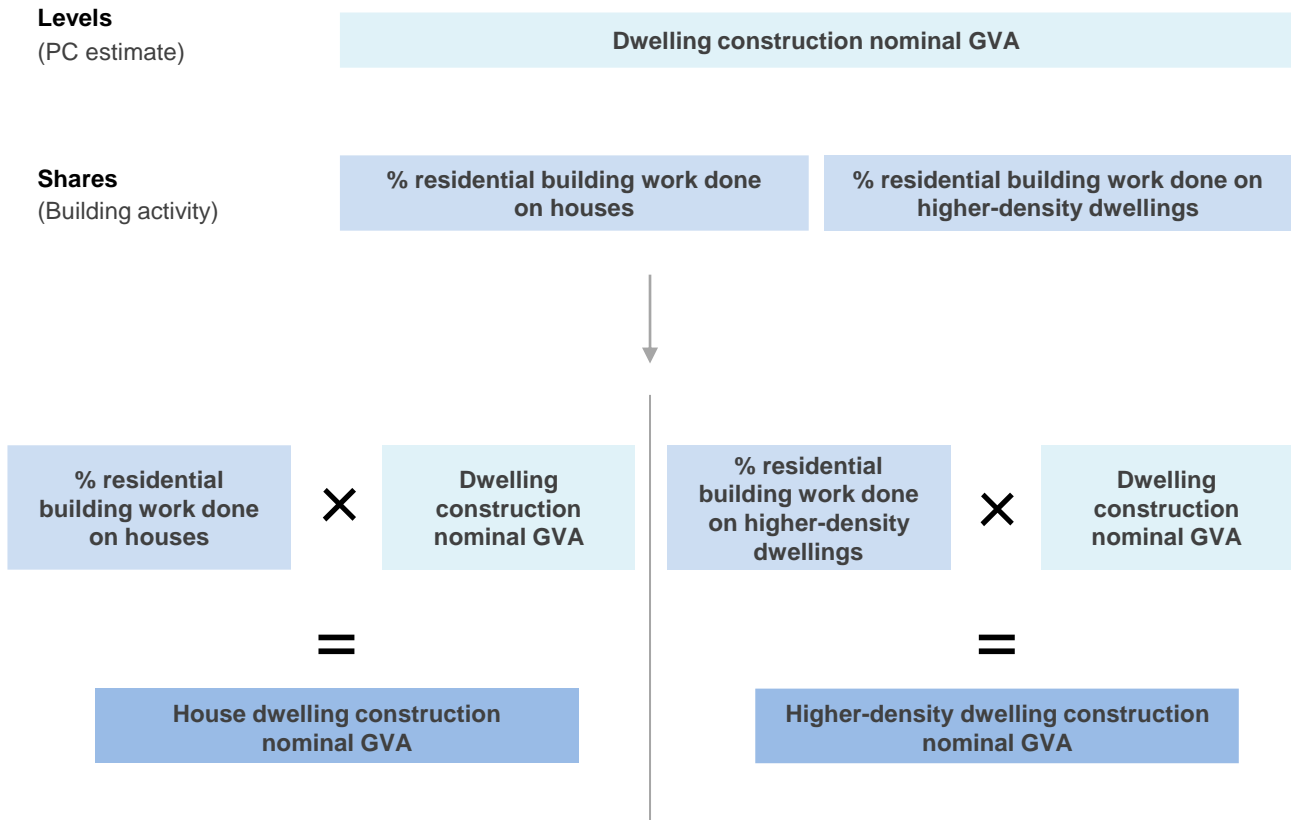 Levels
(PC estimate)
Dwelling construction nominal GVA
Shares
(Building activity)
% residential building work done
on houses
% residential building work done on
higher-density dwellings
% residential
building work done
on houses
×
Dwelling
construction
nominal GVA
% residential
building work done
on higher-density
dwellings
×
Dwelling
construction
nominal GVA
=
=
House dwelling construction
nominal GVA
Higher-density dwelling construction
nominal GVA